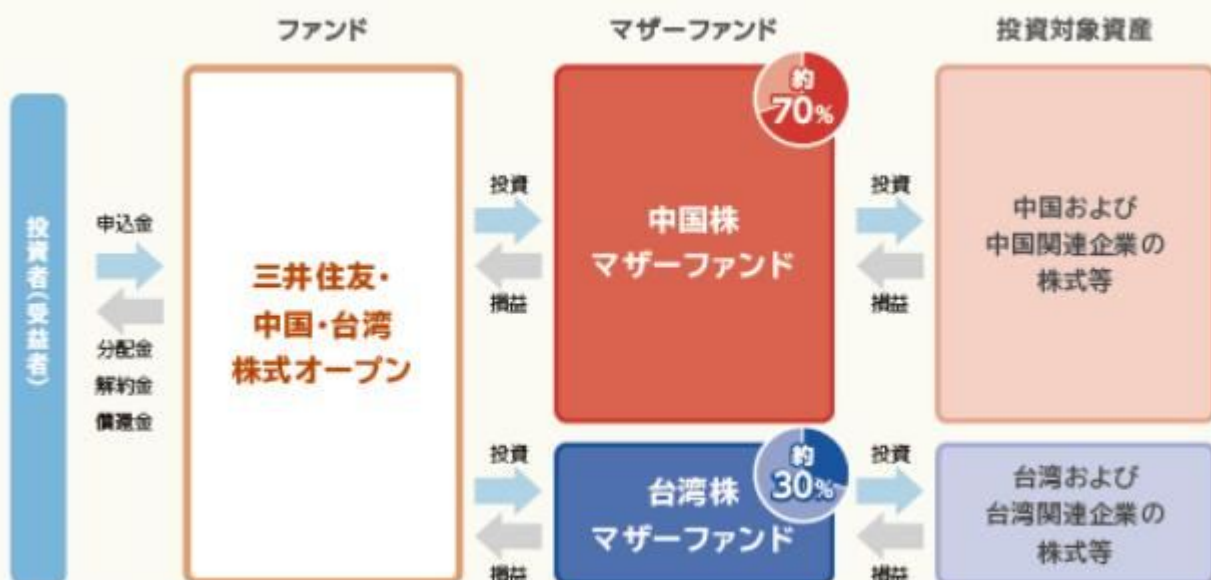 ファンド
マザーファンド
投資対象資産
投資者(受益者)
申込金
分配金
解約金
償還金
三井住友・
中国・台湾
株式オープン
投資
損益
約
70%
中国株
マザーファンド
投資
損益
中国および
中国関連企業の
株式等
投資
損益
約
30%
台湾株
マザーファンド
投資
損益
台湾および
台湾関連企業の
株式等